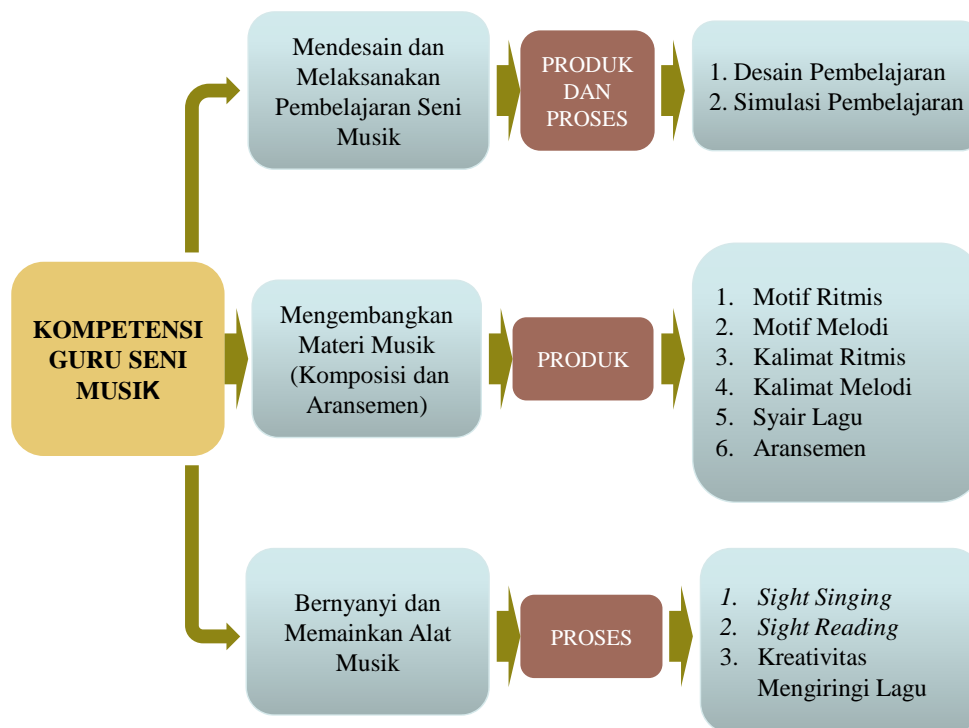 Mendesain dan
Melaksanakan
Pembelajaran Seni
Musik
PRODUK
DAN
PROSES
1. Desain Pembelajaran
2. Simulasi Pembelajaran
KOMPETENSI
GURU SENI
MUSIK
Mengembangkan
Materi Musik
(Komposisi dan
Aransemen)
PRODUK
1. Motif Ritmis
2. Motif Melodi
3. Kalimat Ritmis
4. Kalimat Melodi
5. Syair Lagu
6. Aransemen
Bernyanyi dan
Memainkan Alat
Musik
PROSES
1. Sight Singing
2. Sight Reading
3. Kreativitas
Mengiringi Lagu